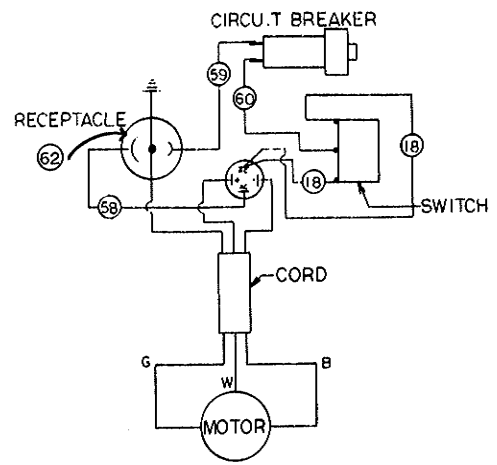 CIRCU.T BREAKER
59
RECEPTACLE
60
62
18
18
58
SWITCH
CORD
G
B
W
MOTOR